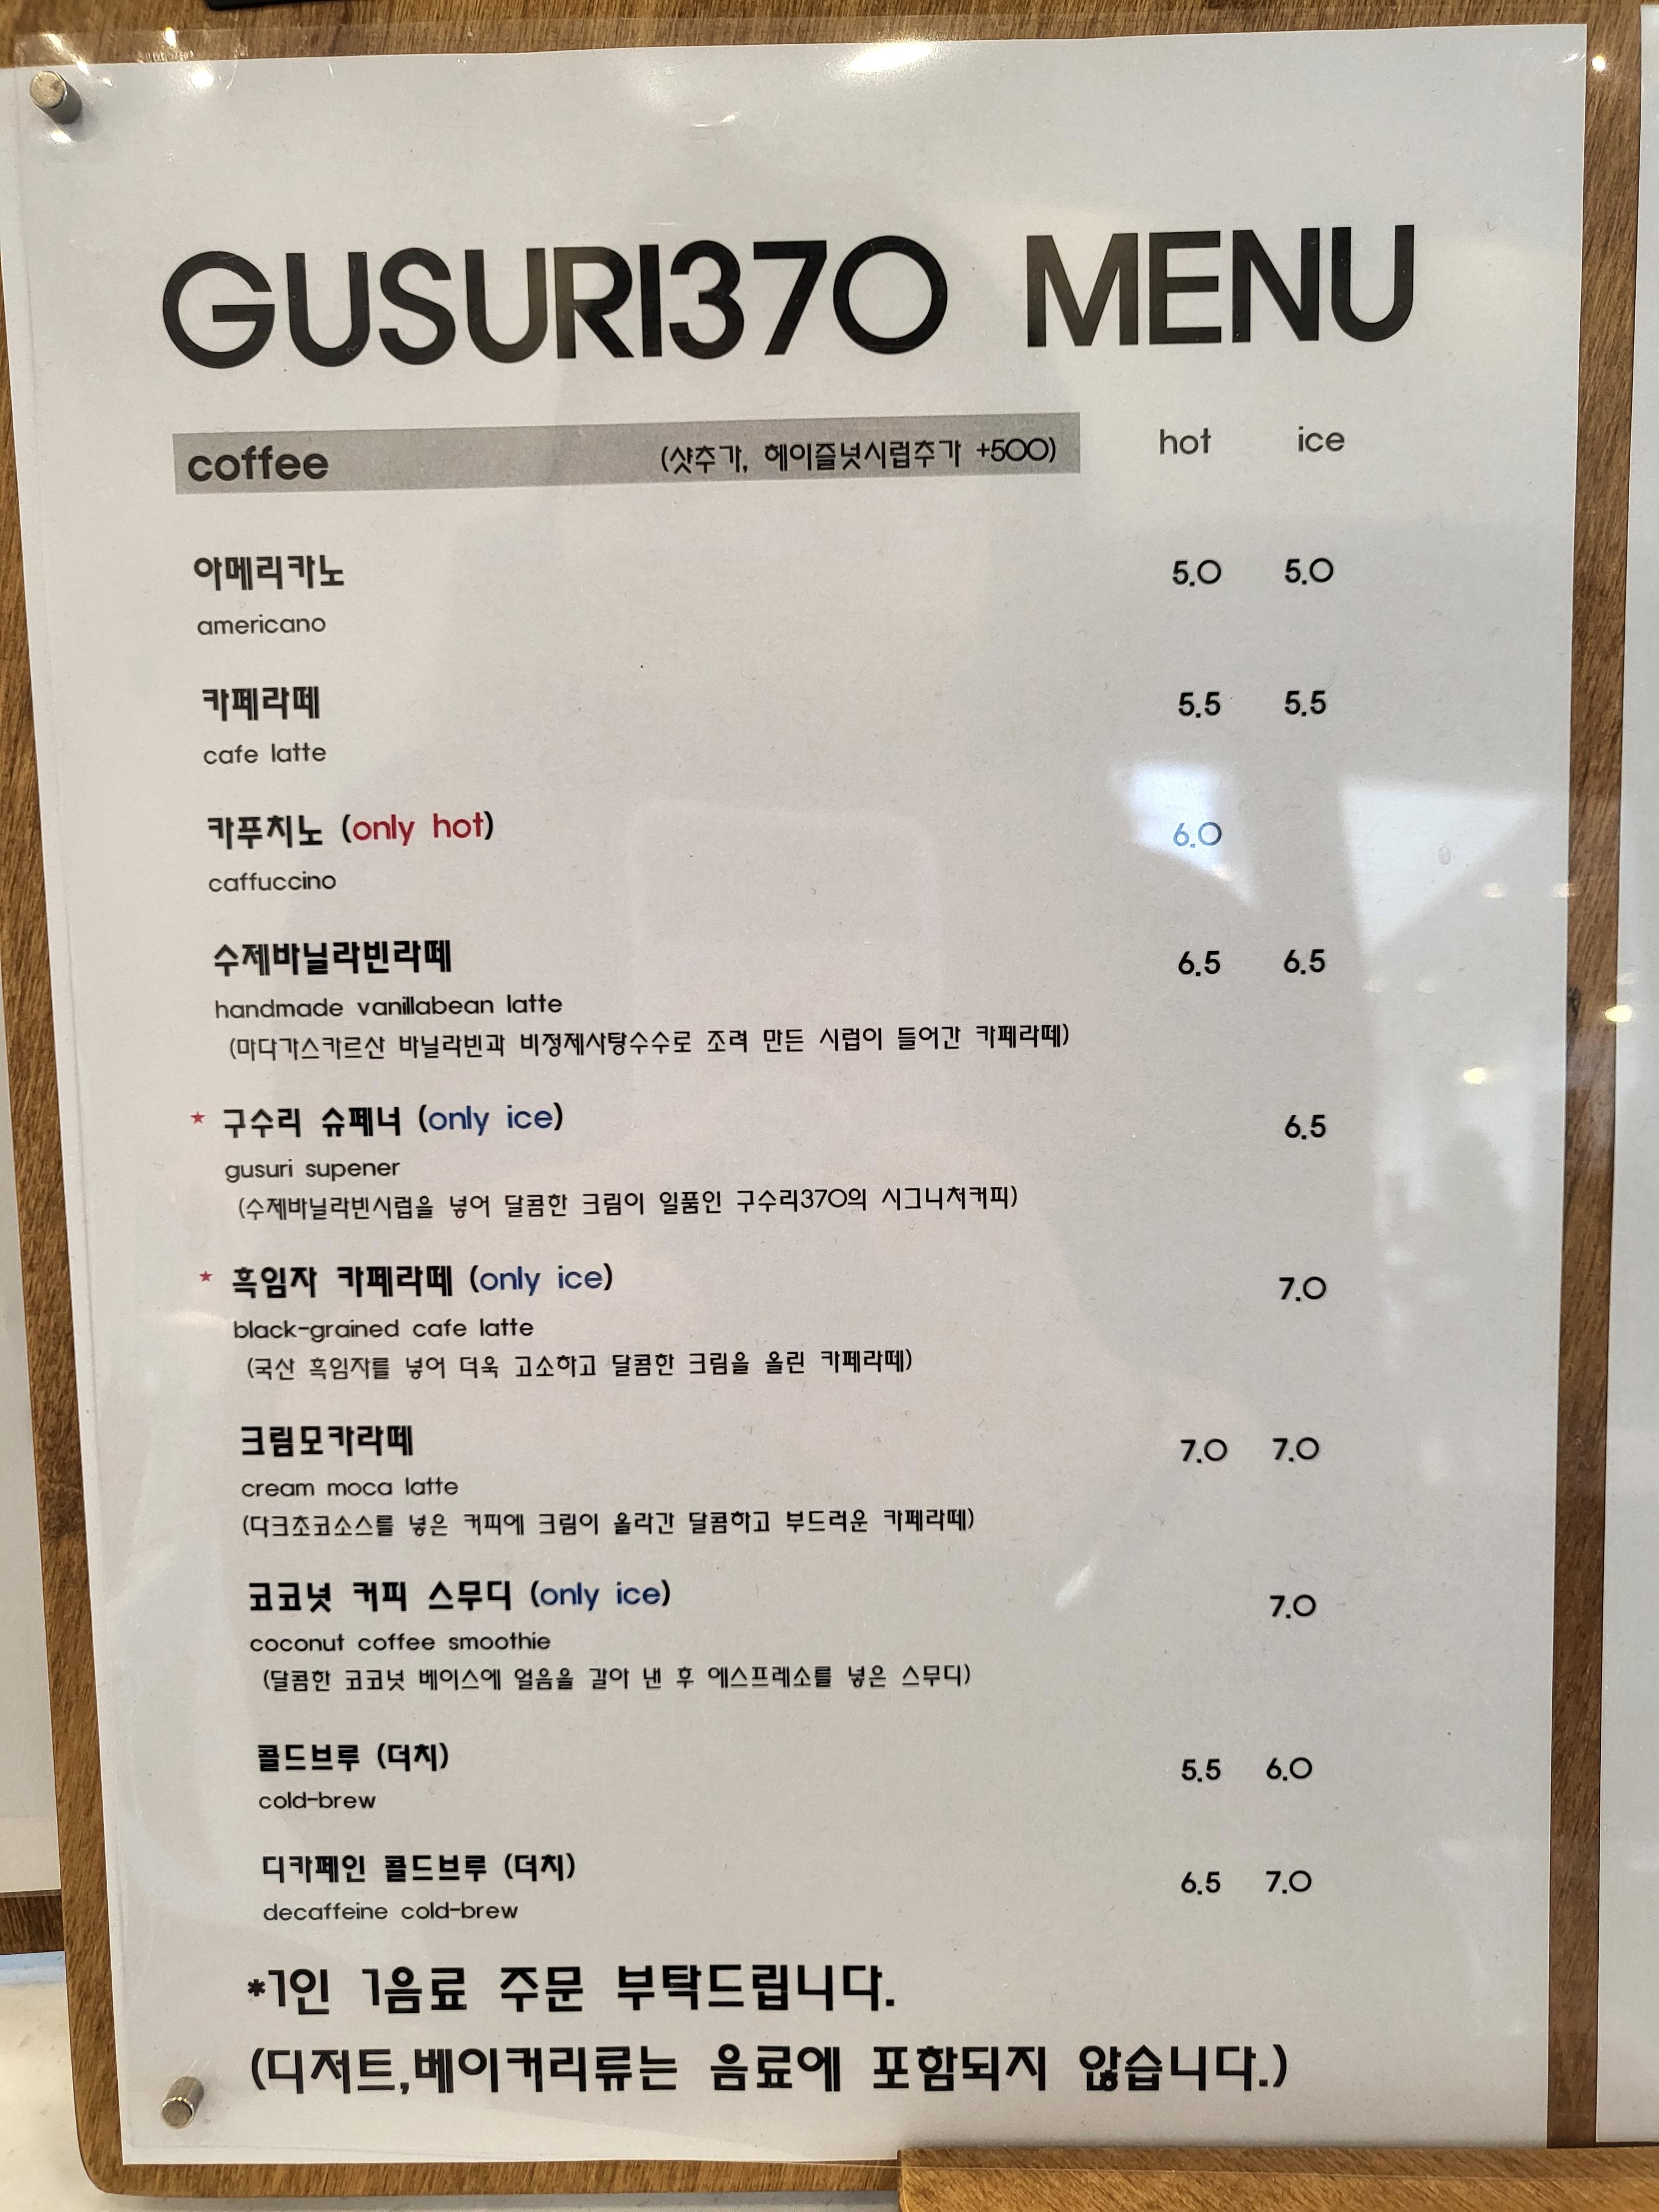 GUSURI370 MENU
coffee (샷추가, 헤이즐넛시럽추가 +500) hot ice
아메리카노 5.0 5.0
americano
카페라떼 5.5 5.5
cafe latte
카푸치노 (only hot) 6.0
caffuccino
수제바닐라빈라떼 6.5 6.5
handmade vanillabean latte
(마다가스카르산 바닐라빈과 비정제사탕수수로 조려 만든 시럽이 들어간 카페라떼)
★ 구수리 슈페너 (only ice) 6.5
gusuri supener
(수제바닐라빈시럽을 넣어 달콤한 크림이 일품인 구수리370의 시그니처커피)
★ 흑임자 카페라떼 (only ice) 7.0
black-grained cafe latte
(국산 흑임자를 넣어 더욱 고소하고 달콤한 크림을 올린 카페라떼)
크림모카라떼 7.0 7.0
cream moca latte
(다크초코소스를 넣은 커피에 크림이 올라간 달콤하고 부드러운 카페라떼)
코코넛 커피 스무디 (only ice) 7.0
coconut coffee smoothie
(달콤한 코코넛 베이스에 얼음을 갈아 낸 후 에스프레소를 넣은 스무디)
콜드브루 (더치) 5.5 6.0
cold-brew
디카페인 콜드브루 (더치) 6.5 7.0
decaffeine cold-brew
*1인 1음료 주문 부탁드립니다.
(디저트,베이커리류는 음료에 포함되지 않습니다.)